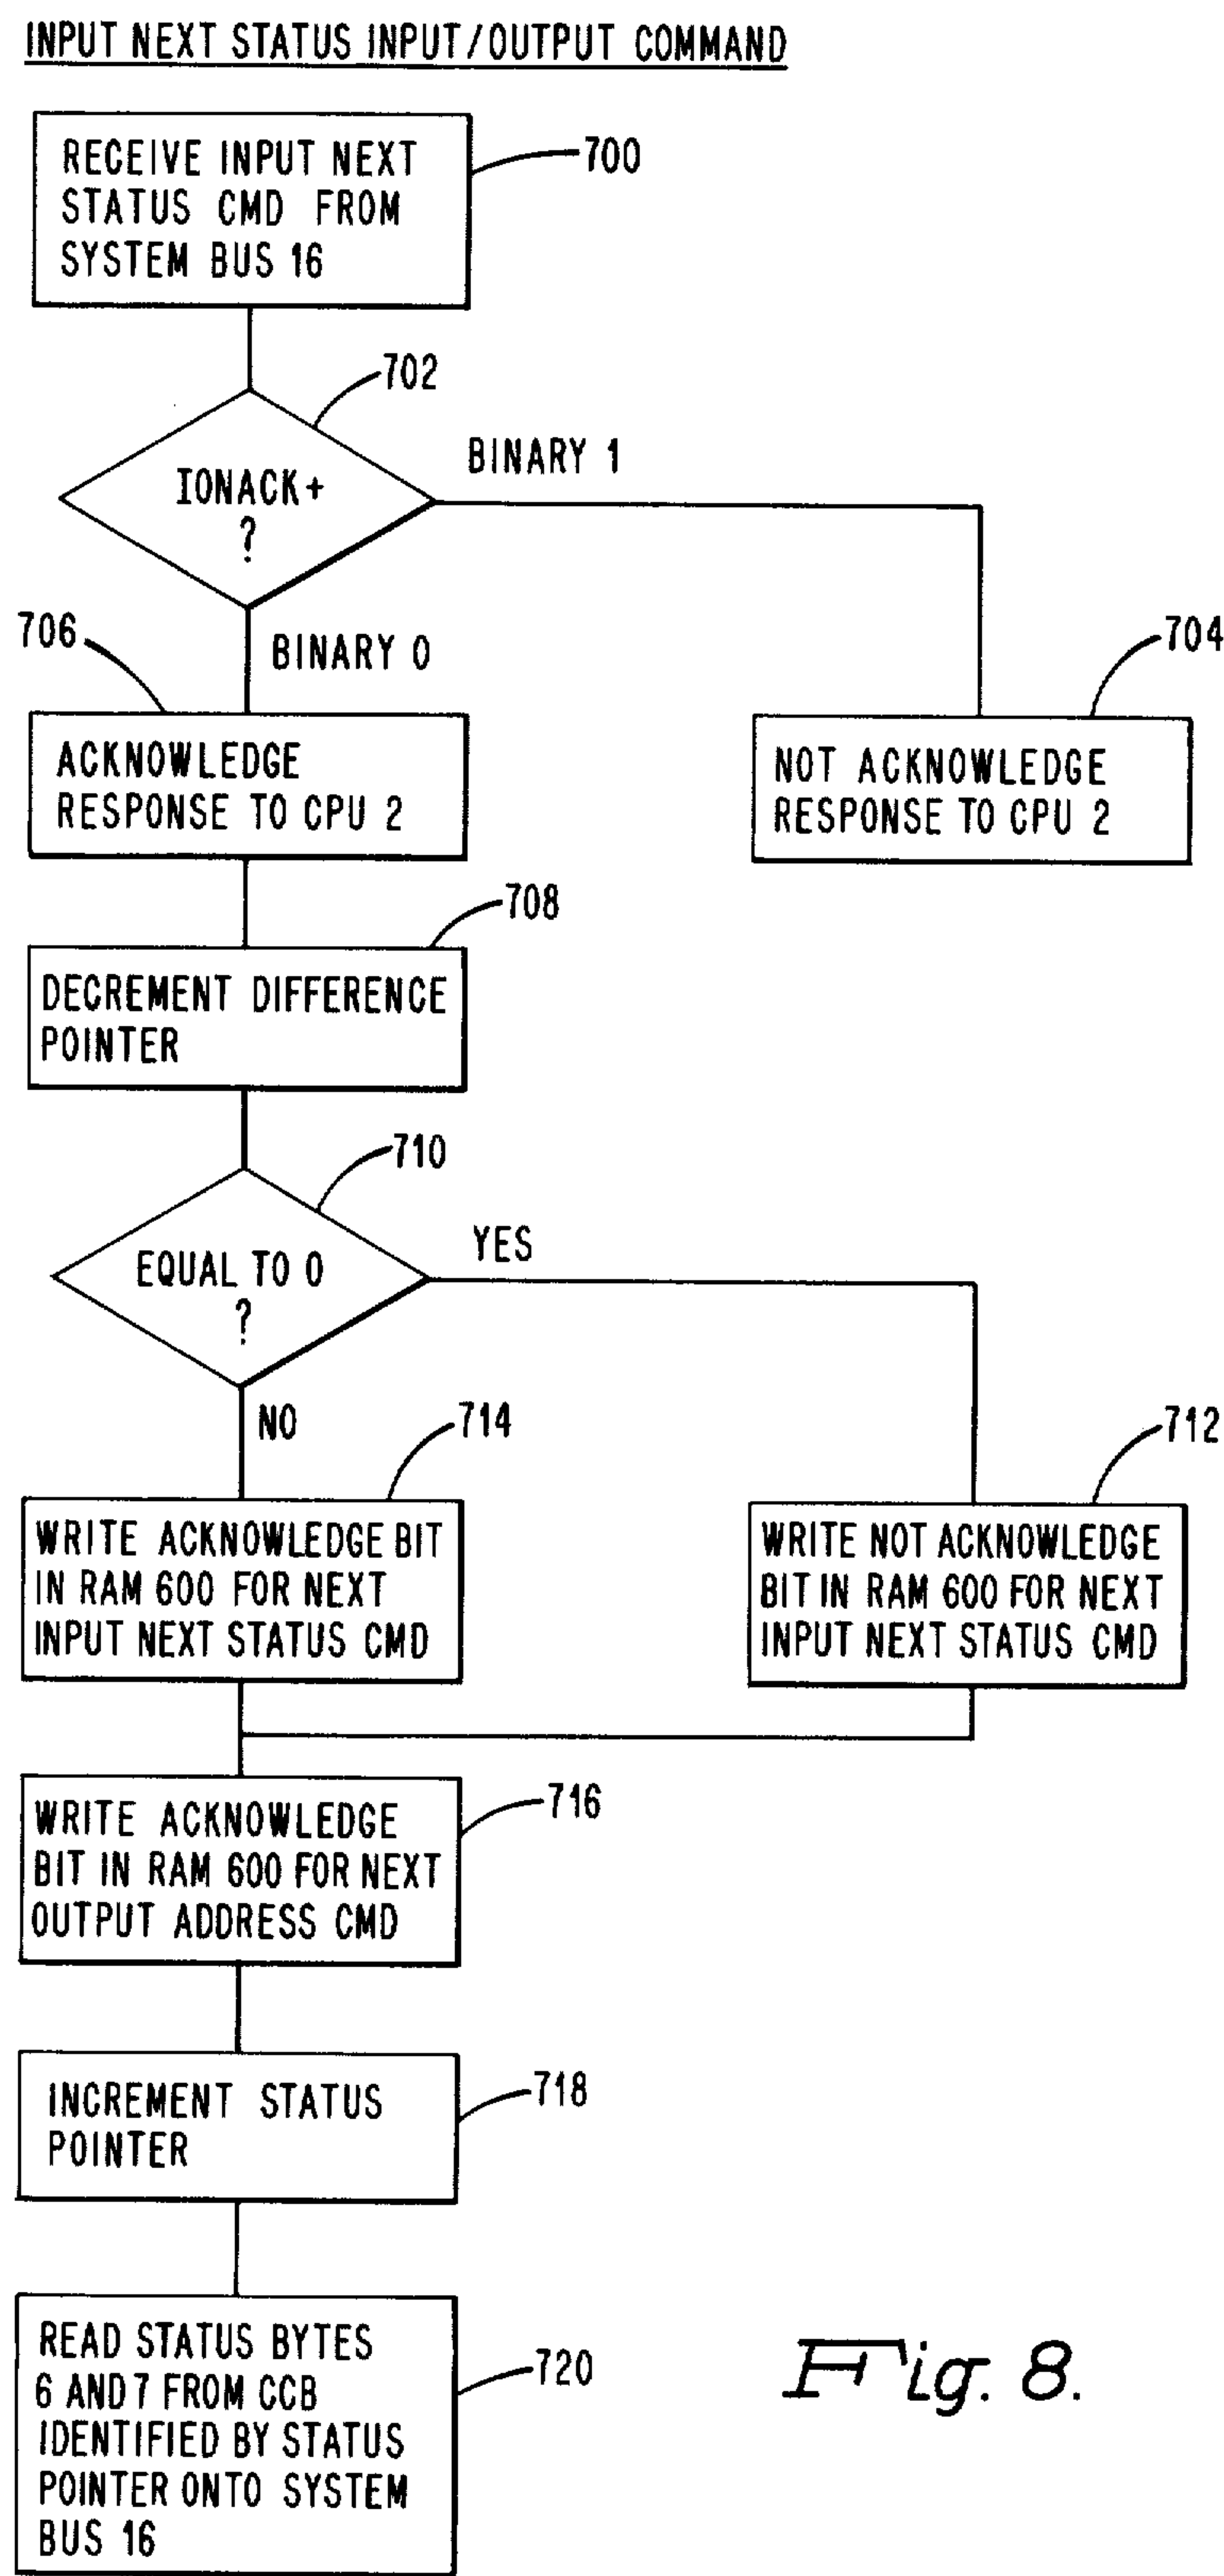 INPUT NEXT STATUS INPUT/OUTPUT COMMAND
RECEIVE INPUT NEXT
STATUS CMD FROM
SYSTEM BUS 16
700
702
IONACK+
?
BINARY 1
BINARY 0
706
704
ACKNOWLEDGE
RESPONSE TO CPU 2
NOT ACKNOWLEDGE
RESPONSE TO CPU 2
708
DECREMENT DIFFERENCE
POINTER
710
EQUAL TO 0
?
YES
NO
714
712
WRITE ACKNOWLEDGE BIT
IN RAM 600 FOR NEXT
INPUT NEXT STATUS CMD
WRITE NOT ACKNOWLEDGE
BIT IN RAM 600 FOR NEXT
INPUT NEXT STATUS CMD
716
WRITE ACKNOWLEDGE
BIT IN RAM 600 FOR NEXT
OUTPUT ADDRESS CMD
718
INCREMENT STATUS
POINTER
720
READ STATUS BYTES
6 AND 7 FROM CCB
IDENTIFIED BY STATUS
POINTER ONTO SYSTEM
BUS 16
Fig. 8.